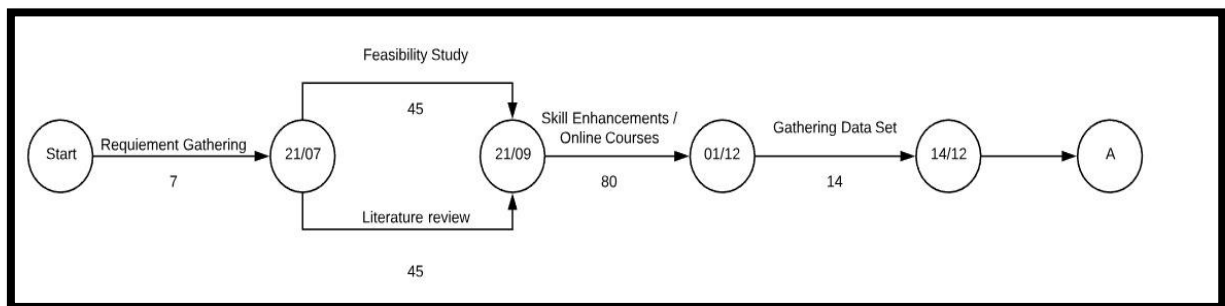 Feasibility Study
45
Start
Requiement Gathering
7
21/07
Literature review
45
21/09
Skill Enhancements /
Online Courses
80
01/12
Gathering Data Set
14
14/12
A